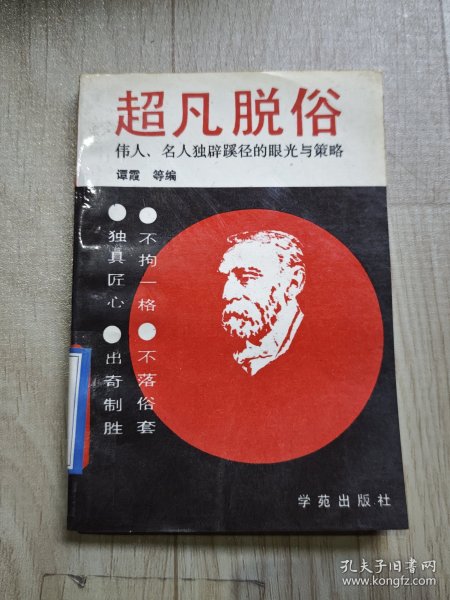 超凡脱俗
伟人、名人独辟蹊径的眼光与策略
谭霞 等编
不拘一格
不落俗套
独具匠心
出奇制胜
学苑出版社
孔夫子旧书网
www.kongfz.com